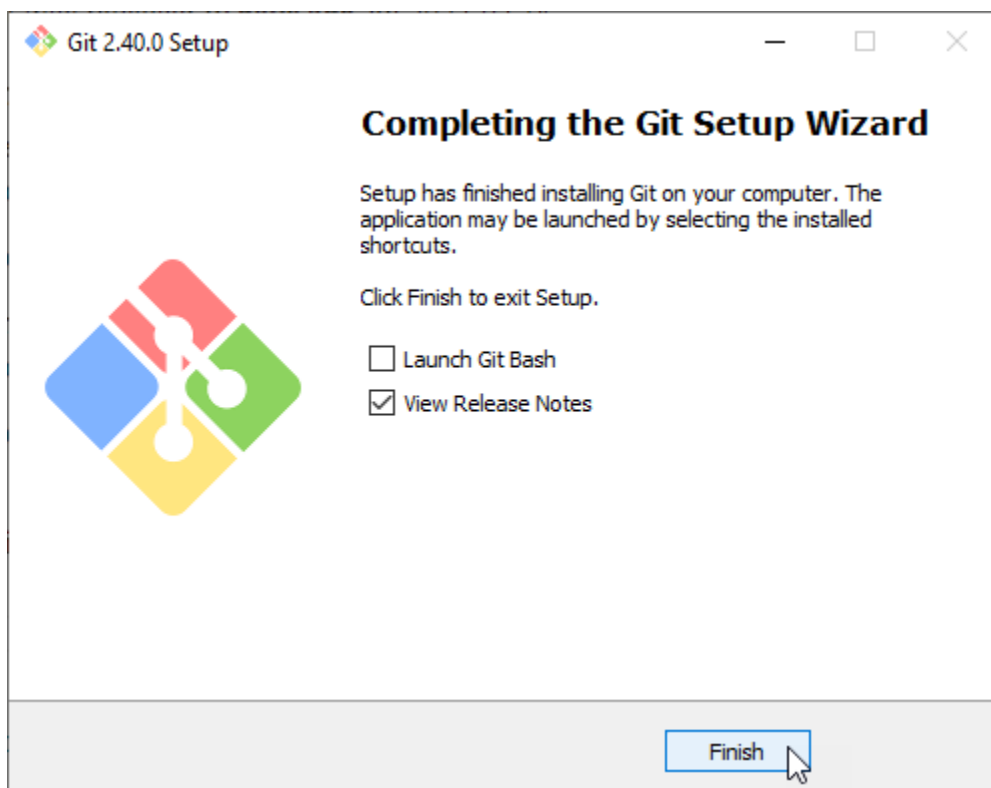 Git 2.40.0 Setup
Completing the Git Setup Wizard
Setup has finished installing Git on your computer. The
application may be launched by selecting the installed
shortcuts.
Click Finish to exit Setup.
Launch Git Bash
View Release Notes
Finish